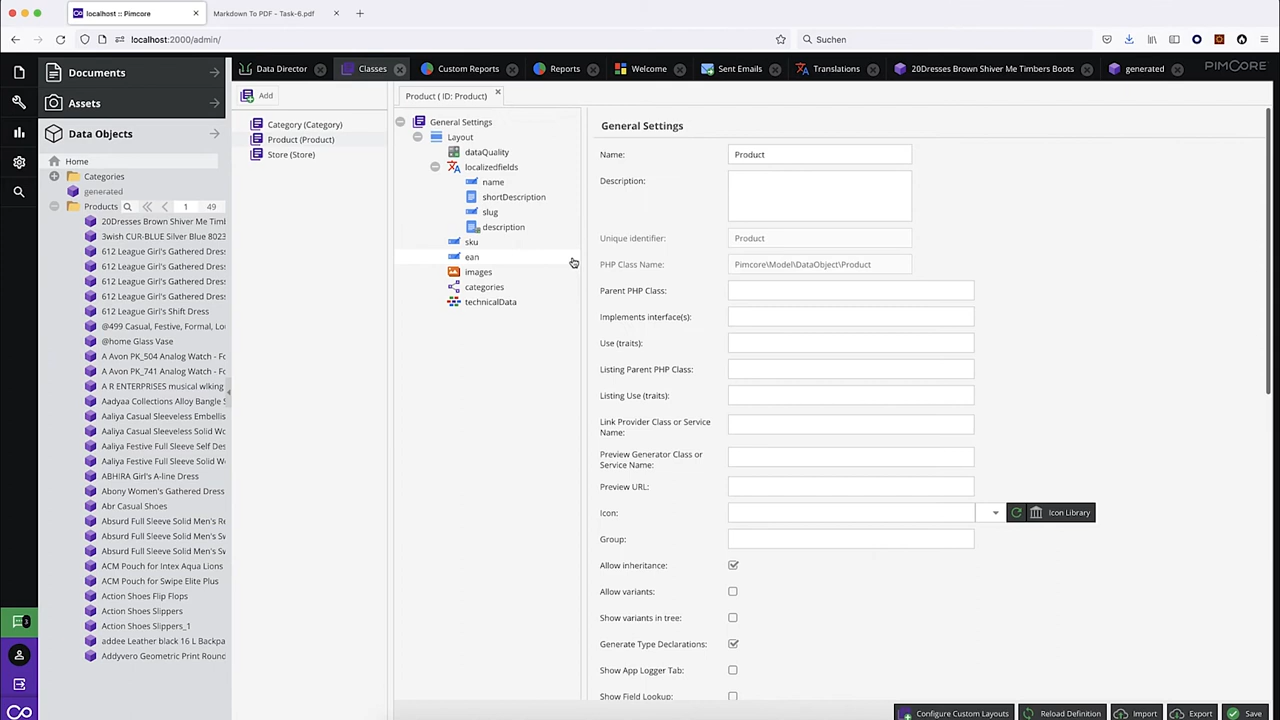 localhost :: Pimcore
Markdown To PDF – Task-6.pdf
localhost:2000/admin/
Suchen
Documents
Assets
Data Objects
Home
Categories
generated
Products
1
49
20Dresses Brown Shiver Me Timb
3wish CUR-BLUE Silver Blue 8023
612 League Girl's Gathered Dress
612 League Girl's Gathered Dress
612 League Girl's Gathered Dress
612 League Girl's Gathered Dress
612 League Girl's Shift Dress
@499 Casual, Festive, Formal, Lou
@home Glass Vase
A Avon PK_504 Analog Watch - Fo
A Avon PK_741 Analog Watch - Fo
A R ENTERPRISES musical wlking
Aadyaa Collections Alloy Bangle S
Aaliya Casual Sleeveless Embellis
Aaliya Casual Sleeveless Solid Wo
Aaliya Festive Full Sleeve Self Des
Aaliya Festive Full Sleeve Solid W
ABHIRA Girl's A-line Dress
Abony Women's Gathered Dress
Abr Casual Shoes
Absurd Full Sleeve Solid Men's Re
Absurd Full Sleeve Solid Men's Sw
Absurd Full Sleeve Solid Men's Sw
ACM Pouch for Intex Aqua Lions
ACM Pouch for Swipe Elite Plus
Action Shoes Flip Flops
Action Shoes Slippers
Action Shoes Slippers_1
addee Leather black 16 L Backpa
Addyvero Geometric Print Round
Data Director
Classes
Custom Reports
Reports
Welcome
Sent Emails
Translations
20Dresses Brown Shiver Me Timbers Boots
generated
PIMCORE
Add
Category (Category)
Product (Product)
Store (Store)
Product ( ID: Product)
General Settings
Layout
dataQuality
localizedfields
name
shortDescription
slug
description
sku
ean
images
categories
technicalData
General Settings
Name:
Product
Description:
Unique identifier:
Product
PHP Class Name:
Pimcore\Model\DataObject\Product
Parent PHP Class:
Implements interface(s):
Use (traits):
Listing Parent PHP Class:
Listing Use (traits):
Link Provider Class or Service
Name:
Preview Generator Class or
Service Name:
Preview URL:
Icon:
Icon Library
Group:
Allow inheritance:
Allow variants:
Show variants in tree:
Generate Type Declarations:
Show App Logger Tab:
Show Field Lookup:
Configure Custom Layouts
Reload Definition
Import
Export
Save